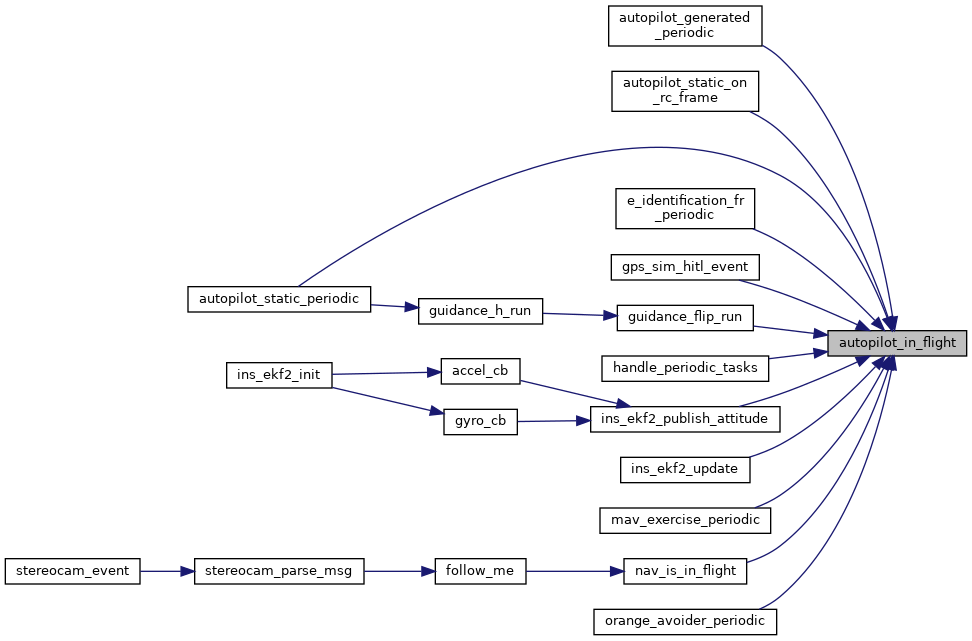 autopilot_generated
_periodic
autopilot_static_on
_rc_frame
e_identification_fr
_periodic
gps_sim_hitl_event
autopilot_static_periodic
guidance_h_run
guidance_flip_run
autopilot_in_flight
handle_periodic_tasks
ins_ekf2_init
accel_cb
gyro_cb
ins_ekf2_publish_attitude
ins_ekf2_update
mav_exercise_periodic
stereocam_event
stereocam_parse_msg
follow_me
nav_is_in_flight
orange_avoider_periodic